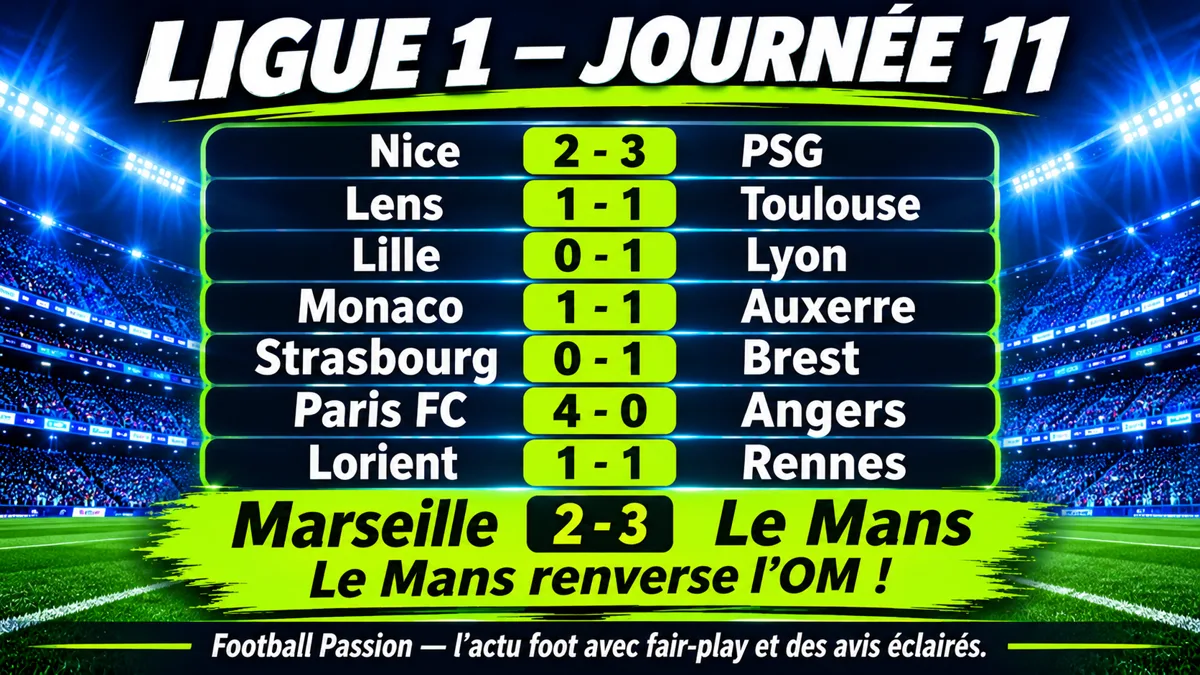 LIGUE 1 – JOURNÉE 11
Nice 2 - 3 PSG
Lens 1 - 1 Toulouse
Lille 0 - 1 Lyon
Monaco 1 - 1 Auxerre
Strasbourg 0 - 1 Brest
Paris FC 4 - 0 Angers
Lorient 1 - 1 Rennes
Marseille 2 - 3 Le Mans
Le Mans renverse l’OM !
Football Passion — l’actu foot avec fair-play et des avis éclairés.